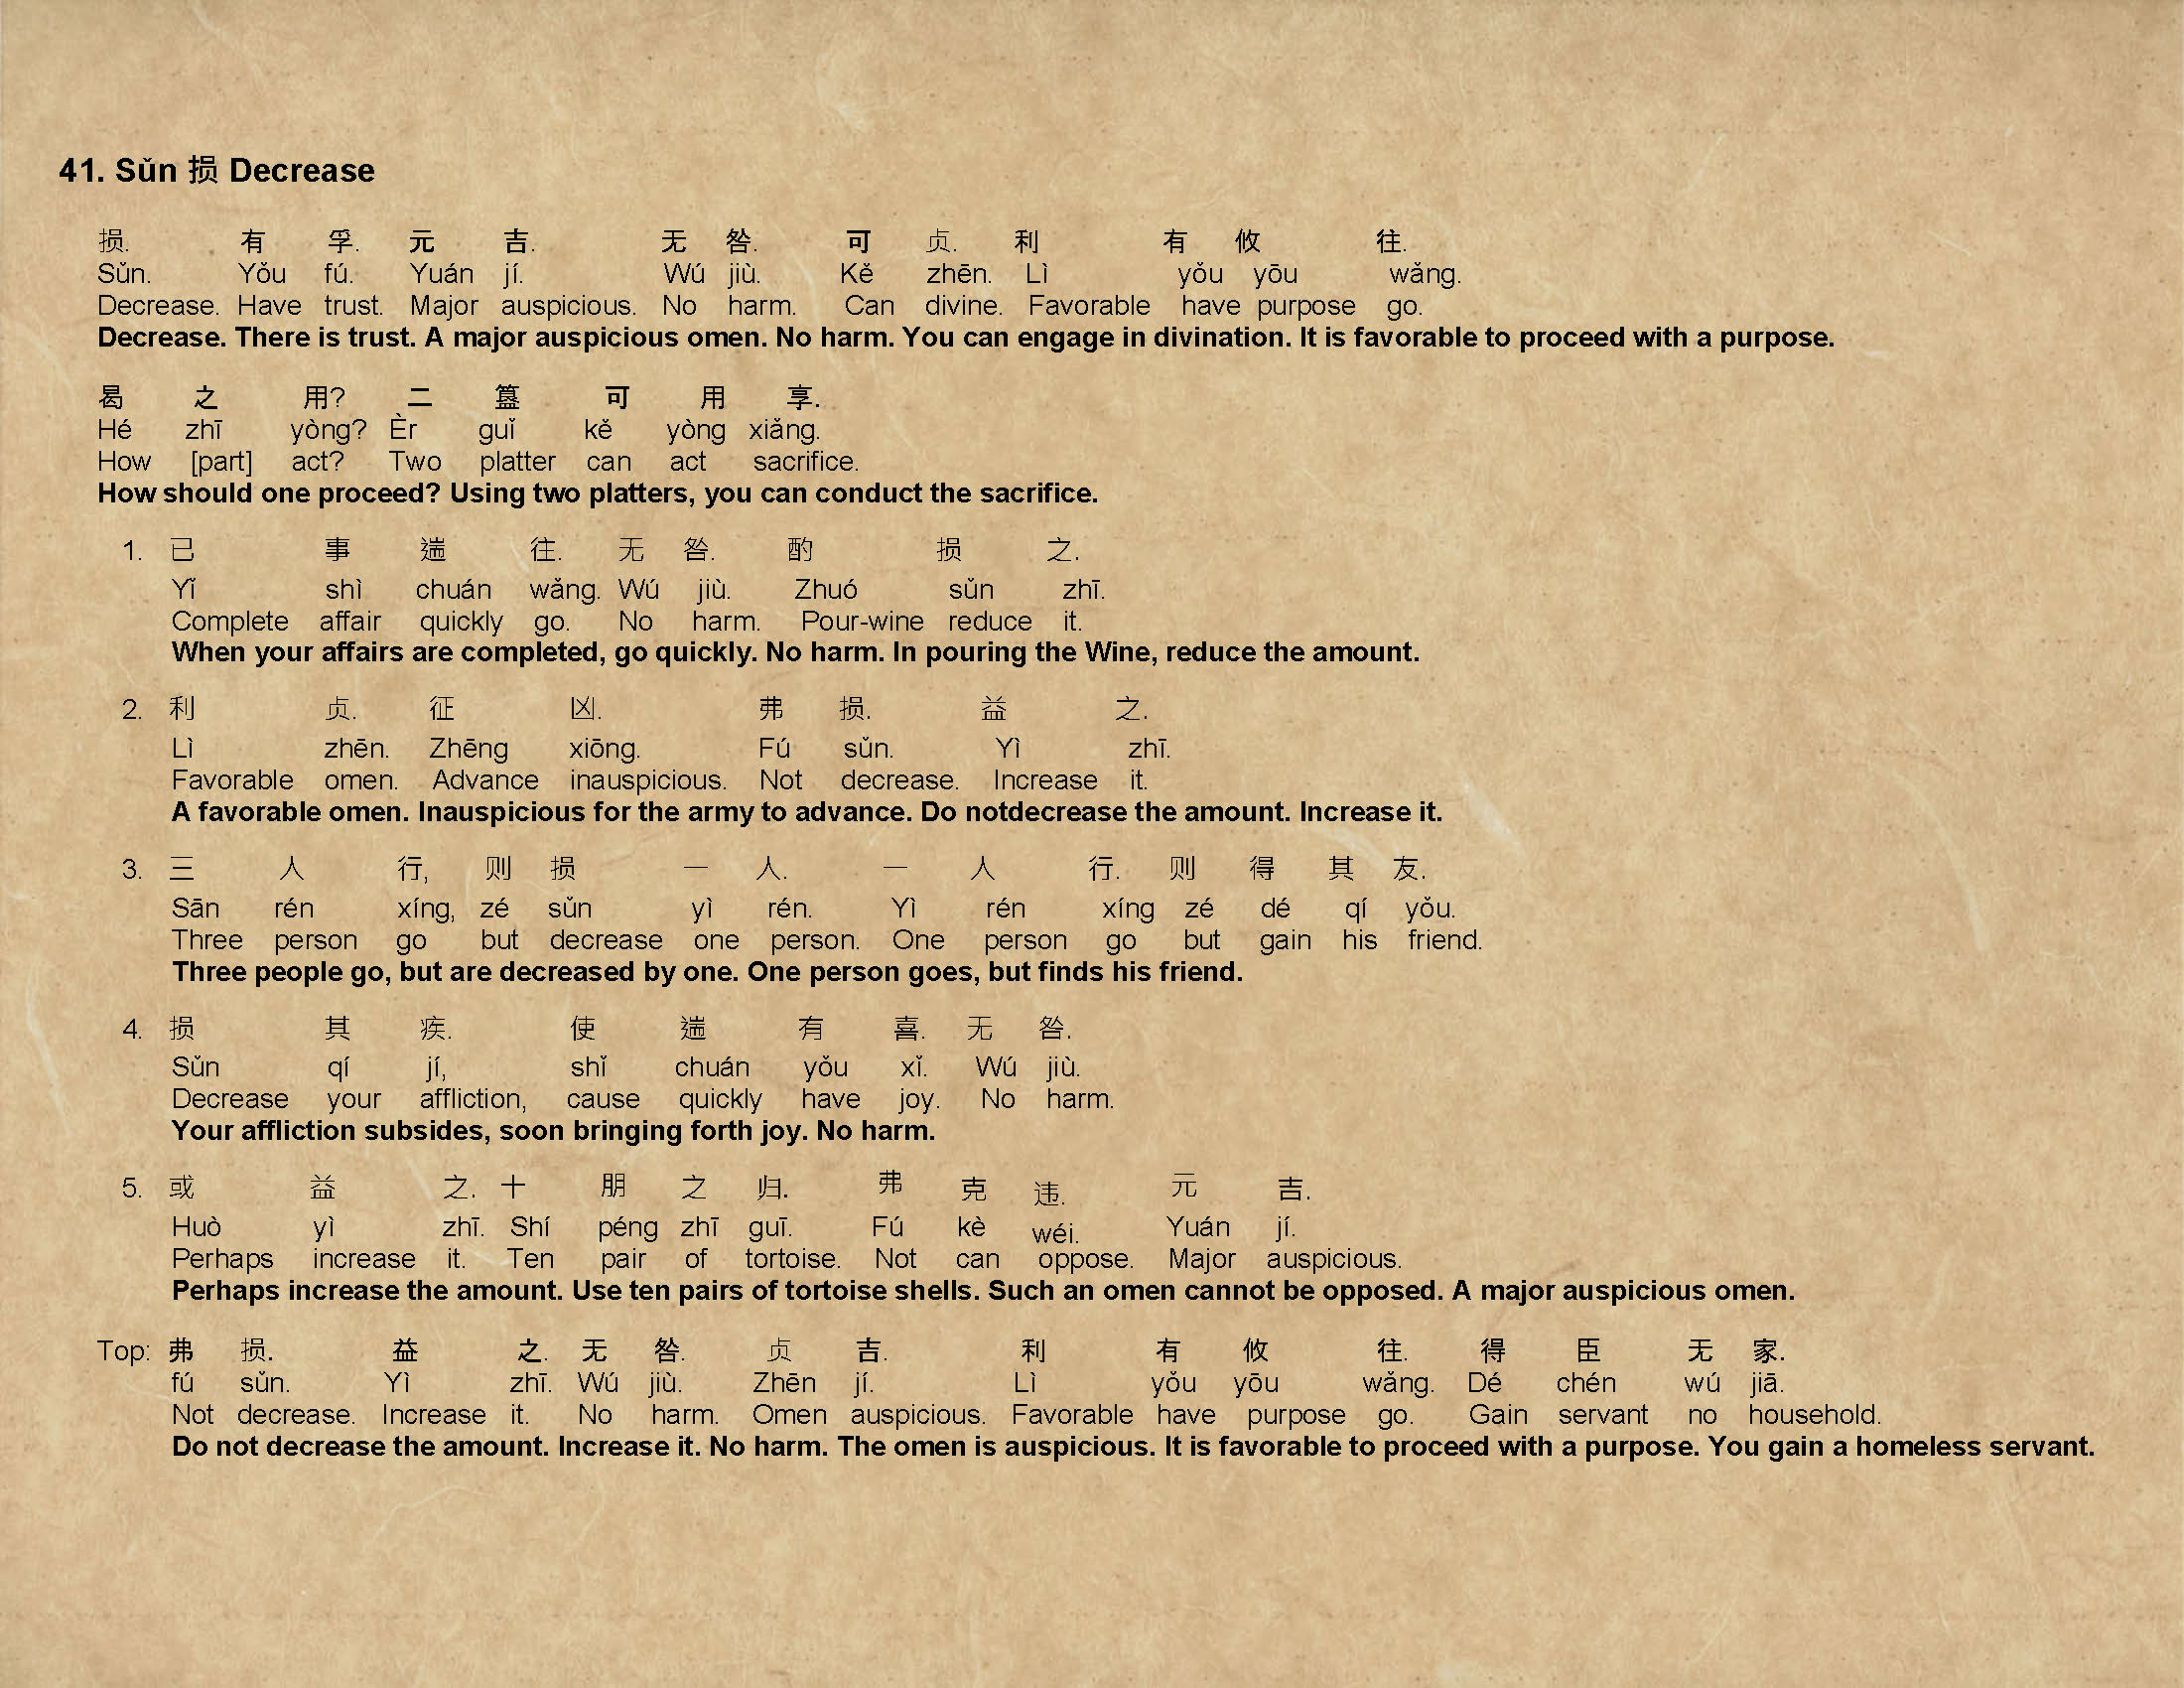 41. Sǔn 损 Decrease
损. 有 孚. 元 吉. 无 咎. 可 贞. 利 有 攸 往.
Sǔn. Yǒu fú. Yuán jí. Wú jiù. Kě zhēn. Lì yǒu yōu wǎng.
Decrease. Have trust. Major auspicious. No harm. Can divine. Favorable have purpose go.
Decrease. There is trust. A major auspicious omen. No harm. You can engage in divination. It is favorable to proceed with a purpose.
曷 之 用? 二 簋 可 用 享.
Hé zhī yòng? Èr guǐ kě yòng xiǎng.
How [part] act? Two platter can act sacrifice.
How should one proceed? Using two platters, you can conduct the sacrifice.
1. 已 事 遄 往. 无 咎. 酌 损 之.
Yǐ shì chuán wǎng. Wú jiù. Zhuó sǔn zhī.
Complete affair quickly go. No harm. Pour-wine reduce it.
When your affairs are completed, go quickly. No harm. In pouring the Wine, reduce the amount.
2. 利 贞. 征 凶. 弗 损. 益 之.
Lì zhēn. Zhēng xiōng. Fú sǔn. Yì zhī.
Favorable omen. Advance inauspicious. Not decrease. Increase it.
A favorable omen. Inauspicious for the army to advance. Do notdecrease the amount. Increase it.
3. 三 人 行, 则 损 一 人. 一 人 行. 则 得 其 友.
Sān rén xíng, zé sǔn yì rén. Yì rén xíng zé dé qí yǒu.
Three person go but decrease one person. One person go but gain his friend.
Three people go, but are decreased by one. One person goes, but finds his friend.
4. 损 其 疾. 使 遄 有 喜. 无 咎.
Sǔn qí jí, shǐ chuán yǒu xǐ. Wú jiù.
Decrease your affliction, cause quickly have joy. No harm.
Your affliction subsides, soon bringing forth joy. No harm.
5. 或 益 之. 十 朋 之 归. 弗 克 违. 元 吉.
Huò yì zhī. Shí péng zhī guī. Fú kè wéi. Yuán jí.
Perhaps increase it. Ten pair of tortoise. Not can oppose. Major auspicious.
Perhaps increase the amount. Use ten pairs of tortoise shells. Such an omen cannot be opposed. A major auspicious omen.
Top: 弗 损. 益 之. 无 咎. 贞 吉. 利 有 攸 往. 得 臣 无 家.
fú sǔn. Yì zhī. Wú jiù. Zhēn jí. Lì yǒu yōu wǎng. Dé chén wú jiā.
Not decrease. Increase it. No harm. Omen auspicious. Favorable have purpose go. Gain servant no household.
Do not decrease the amount. Increase it. No harm. The omen is auspicious. It is favorable to proceed with a purpose. You gain a homeless servant.